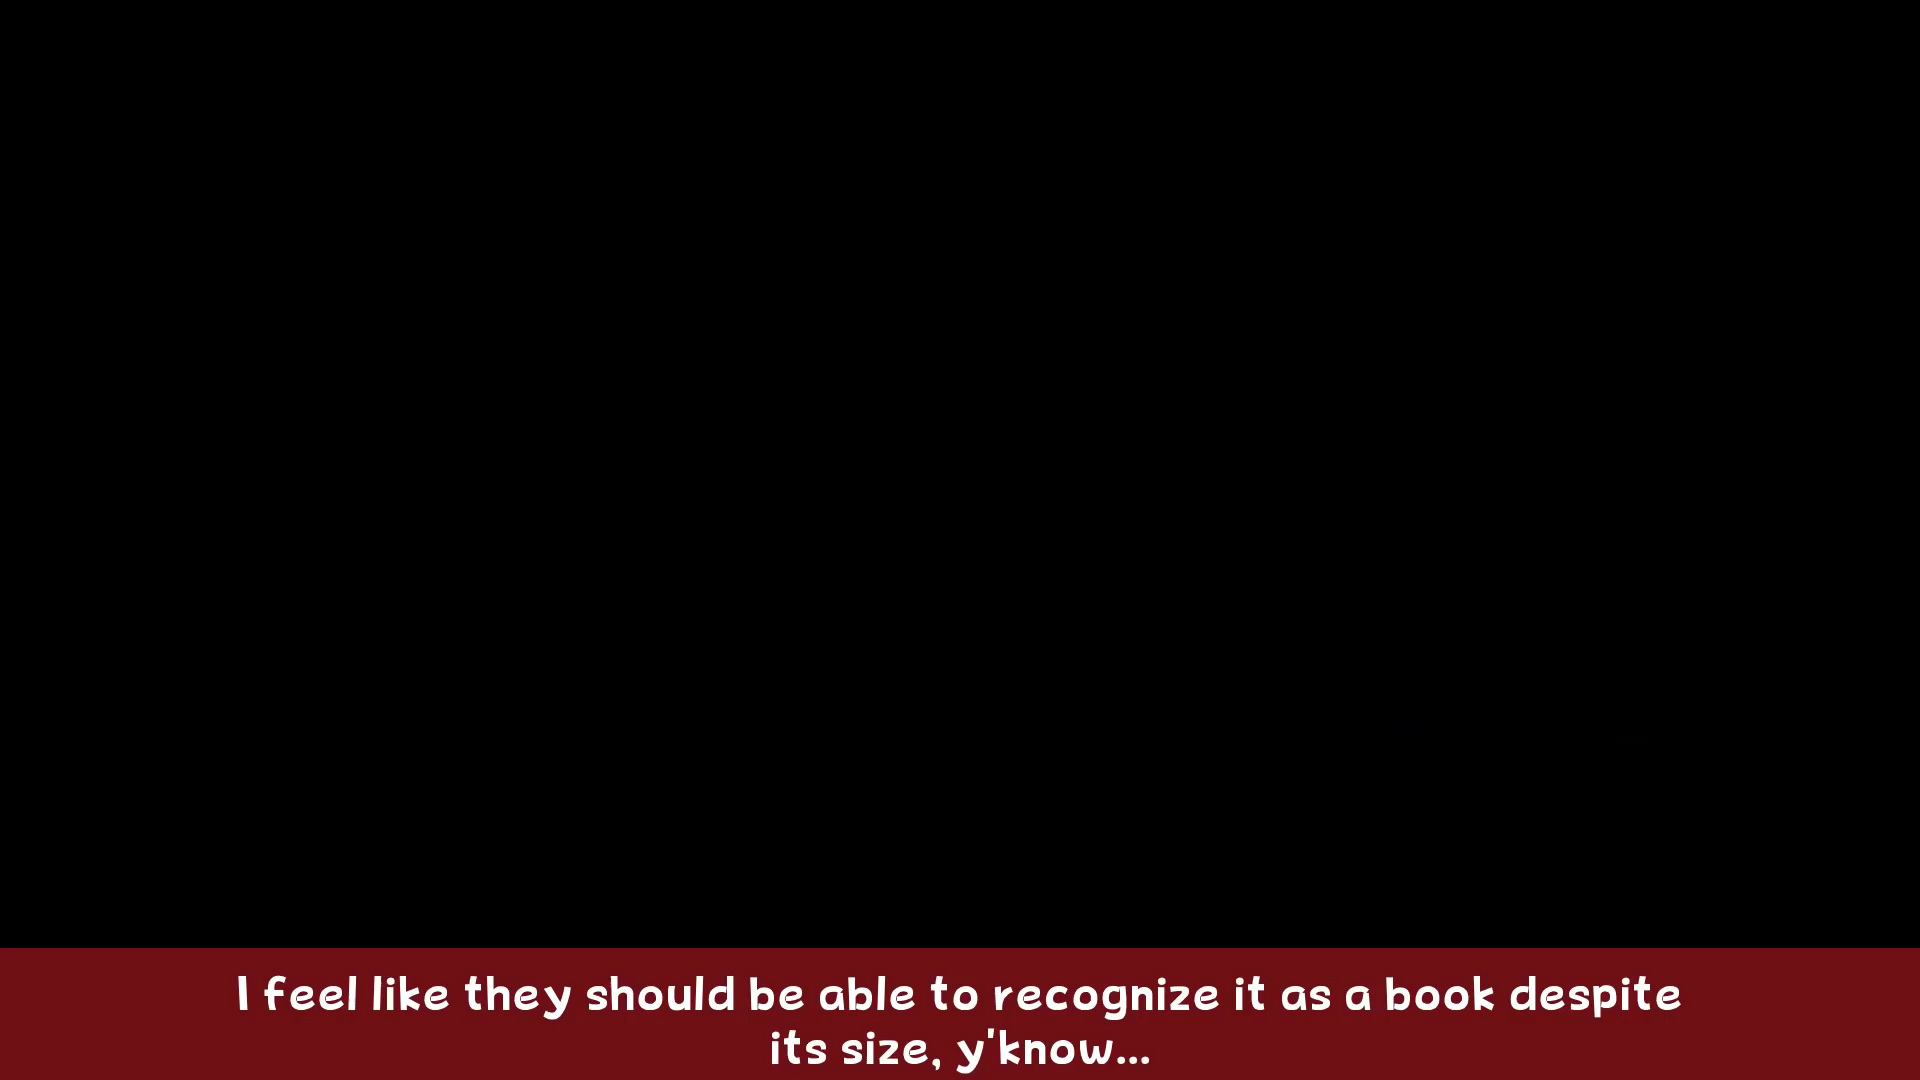 I feel like they should be able to recognize it as a book despite
its size, y'know...